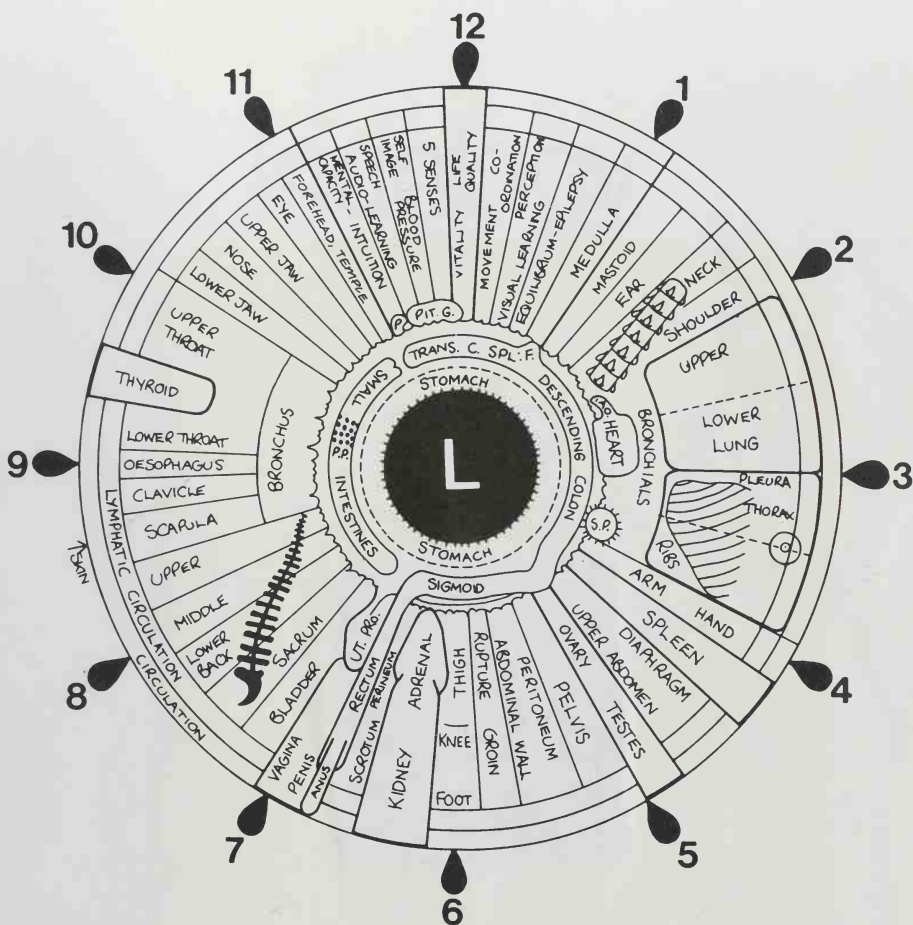 12
1
2
3
4
5
6
7
8
9
10
11
VITALITY LIFE
QUALITY
MOVEMENT CO-
ORDINATION
VISUAL LEARNING PERCEPTION
EQUILIBRIUM-EPILEPSY
MEDULLA
MASTOID
EAR
NECK
SHOULDER
UPPER
LOWER
LUNG
PLEURA
THORAX
RIBS
BRONCHIALS
HEART
AO.
S.P.
ARM HAND
SPLEEN
DIAPHRAGM
UPPER ABDOMEN
OVARY TESTES
PELVIS
PERITONEUM
ABDOMINAL WALL
RUPTURE GROIN
THIGH
KNEE
FOOT
ADRENAL
KIDNEY
SCROTUM PERINEUM
RECTUM
ANUS
PENIS
VAGINA
UT. PRO.
BLADDER
SACRUM
LOWER
BACK
MIDDLE
UPPER
SCAPULA
CLAVICLE
OESOPHAGUS
LOWER THROAT
BRONCHUS
THYROID
UPPER
THROAT
LOWER JAW
NOSE
UPPER JAW
EYE
FOREHEAD, TEMPLE
MENTAL
CAPACITY - INTUITION
AUDIO-LEARNING
SPEECH
SELF
IMAGE
BLOOD
PRESSURE
5 SENSES
P.
PIT. G.
TRANS. C. SPL. F.
DESCENDING
COLON
SIGMOID
SMALL
INTESTINES
P.P.
STOMACH
L
STOMACH
LYMPHATIC CIRCULATION
CIRCULATION
SKIN